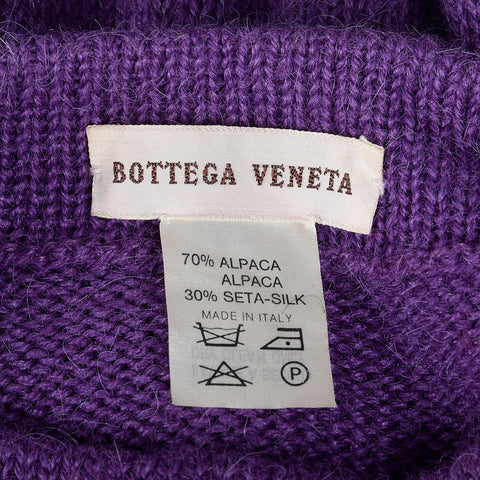 BOTTEGA VENETA
70% ALPACA
ALPACA
30% SETA-SILK
MADE IN ITALY
P